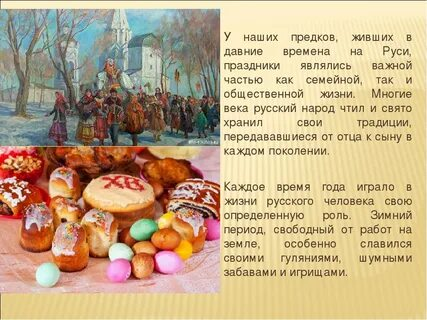 У наших предков, живших в
давние времена на Руси,
праздники являлись важной
частью как семейной, так и
общественной жизни. Многие
века русский народ чтил и свято
хранил свои традиции,
передававшиеся от отца к сыну в
каждом поколении.
Каждое время года играло в
жизни русского человека свою
определенную роль. Зимний
период, свободный от работ на
земле, особенно славился
своими гуляниями, шумными
забавами и игрищами.